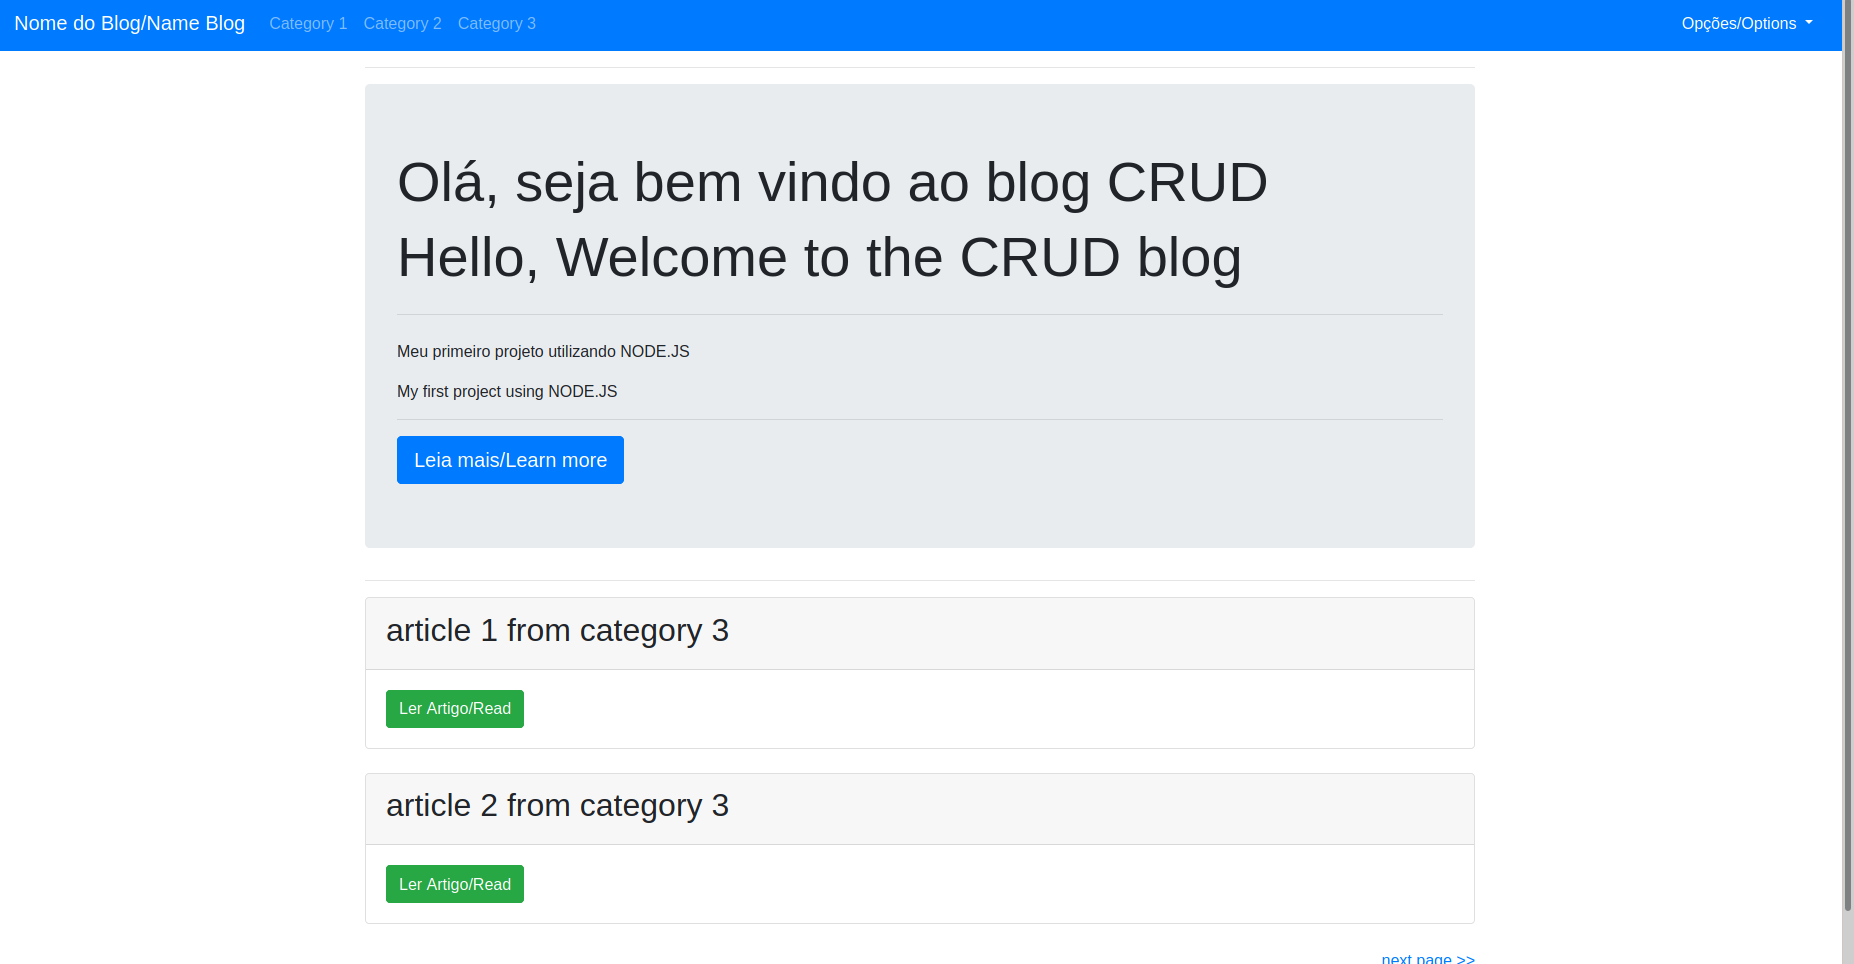 Nome do Blog/Name Blog Category 1 Category 2 Category 3 Opções/Options
Olá, seja bem vindo ao blog CRUD
Hello, Welcome to the CRUD blog
Meu primeiro projeto utilizando NODE.JS
My first project using NODE.JS
Leia mais/Learn more
article 1 from category 3
Ler Artigo/Read
article 2 from category 3
Ler Artigo/Read
next page >>